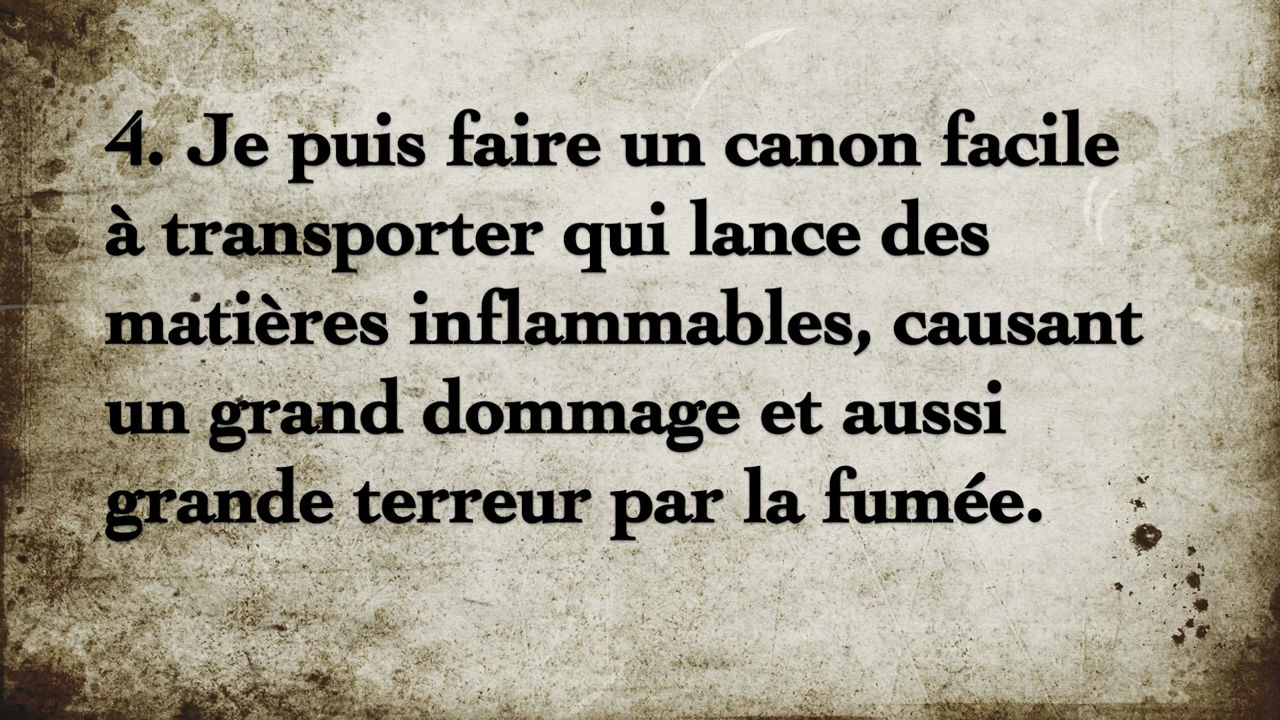 4. Je puis faire un canon facile
à transporter qui lance des
matières inflammables, causant
un grand dommage et aussi
grande terreur par la fumée.